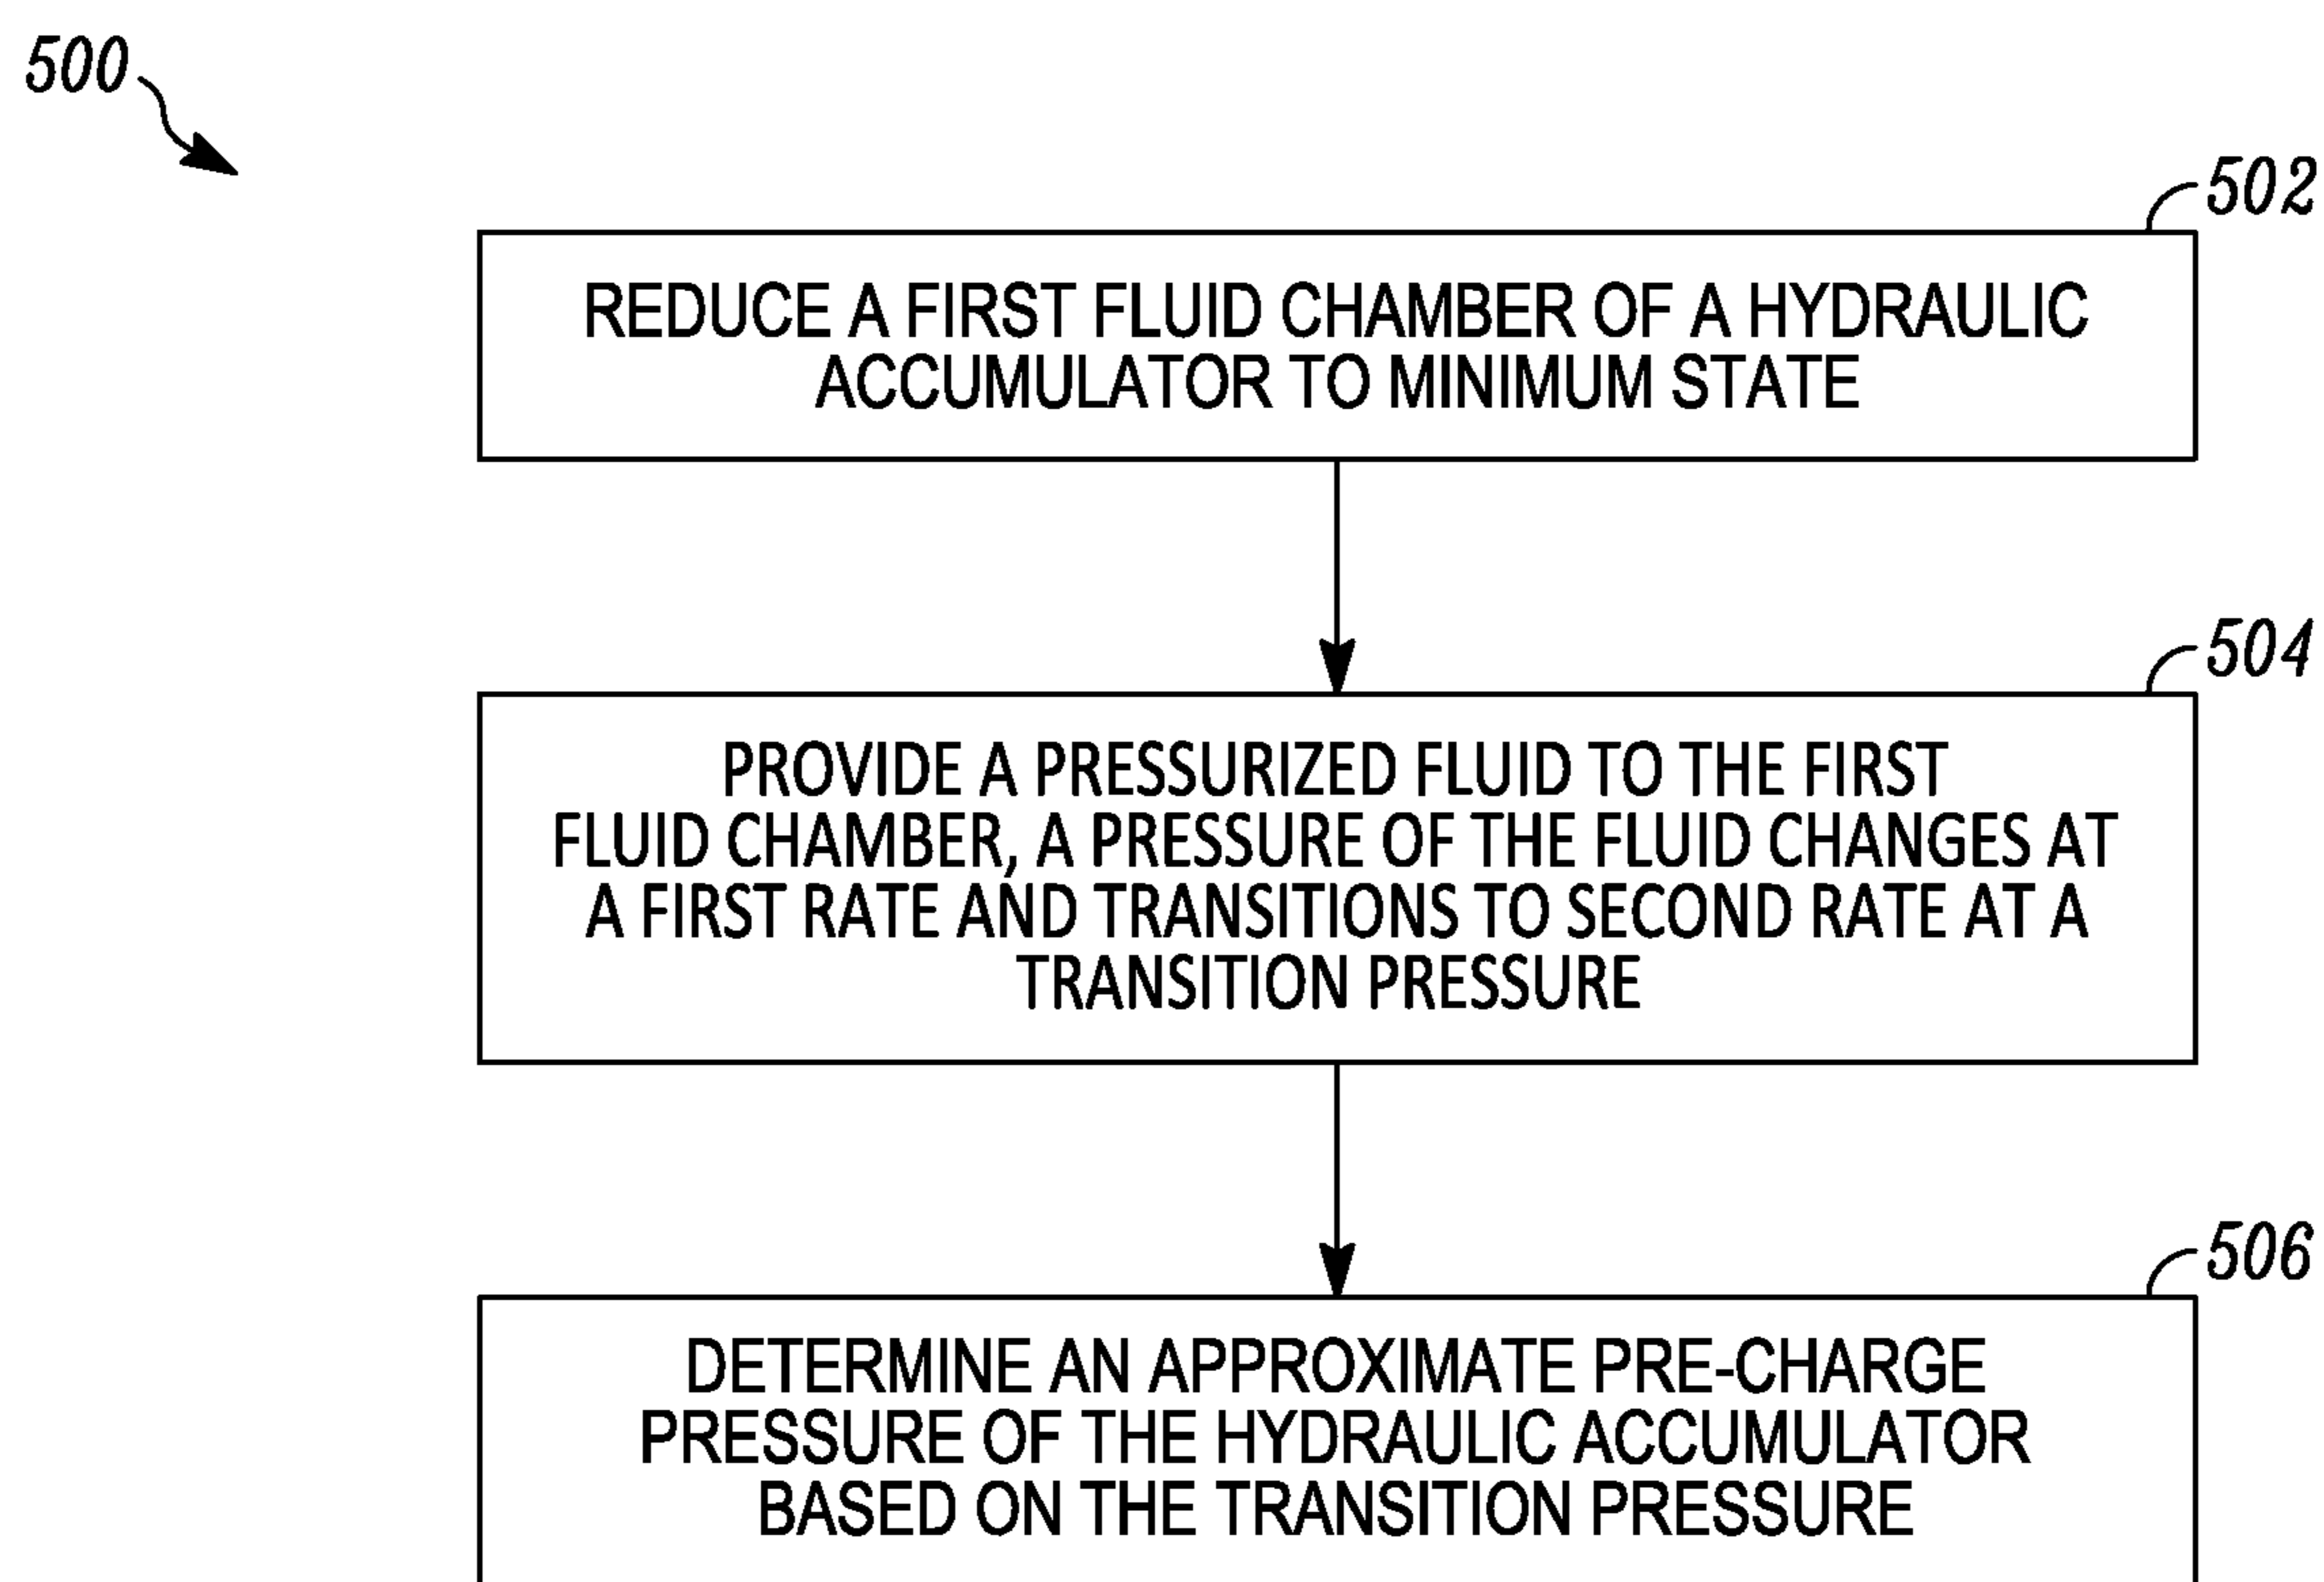 500
502
REDUCE A FIRST FLUID CHAMBER OF A HYDRAULIC
ACCUMULATOR TO MINIMUM STATE
504
PROVIDE A PRESSURIZED FLUID TO THE FIRST
FLUID CHAMBER, A PRESSURE OF THE FLUID CHANGES AT
A FIRST RATE AND TRANSITIONS TO SECOND RATE AT A
TRANSITION PRESSURE
506
DETERMINE AN APPROXIMATE PRE-CHARGE
PRESSURE OF THE HYDRAULIC ACCUMULATOR
BASED ON THE TRANSITION PRESSURE